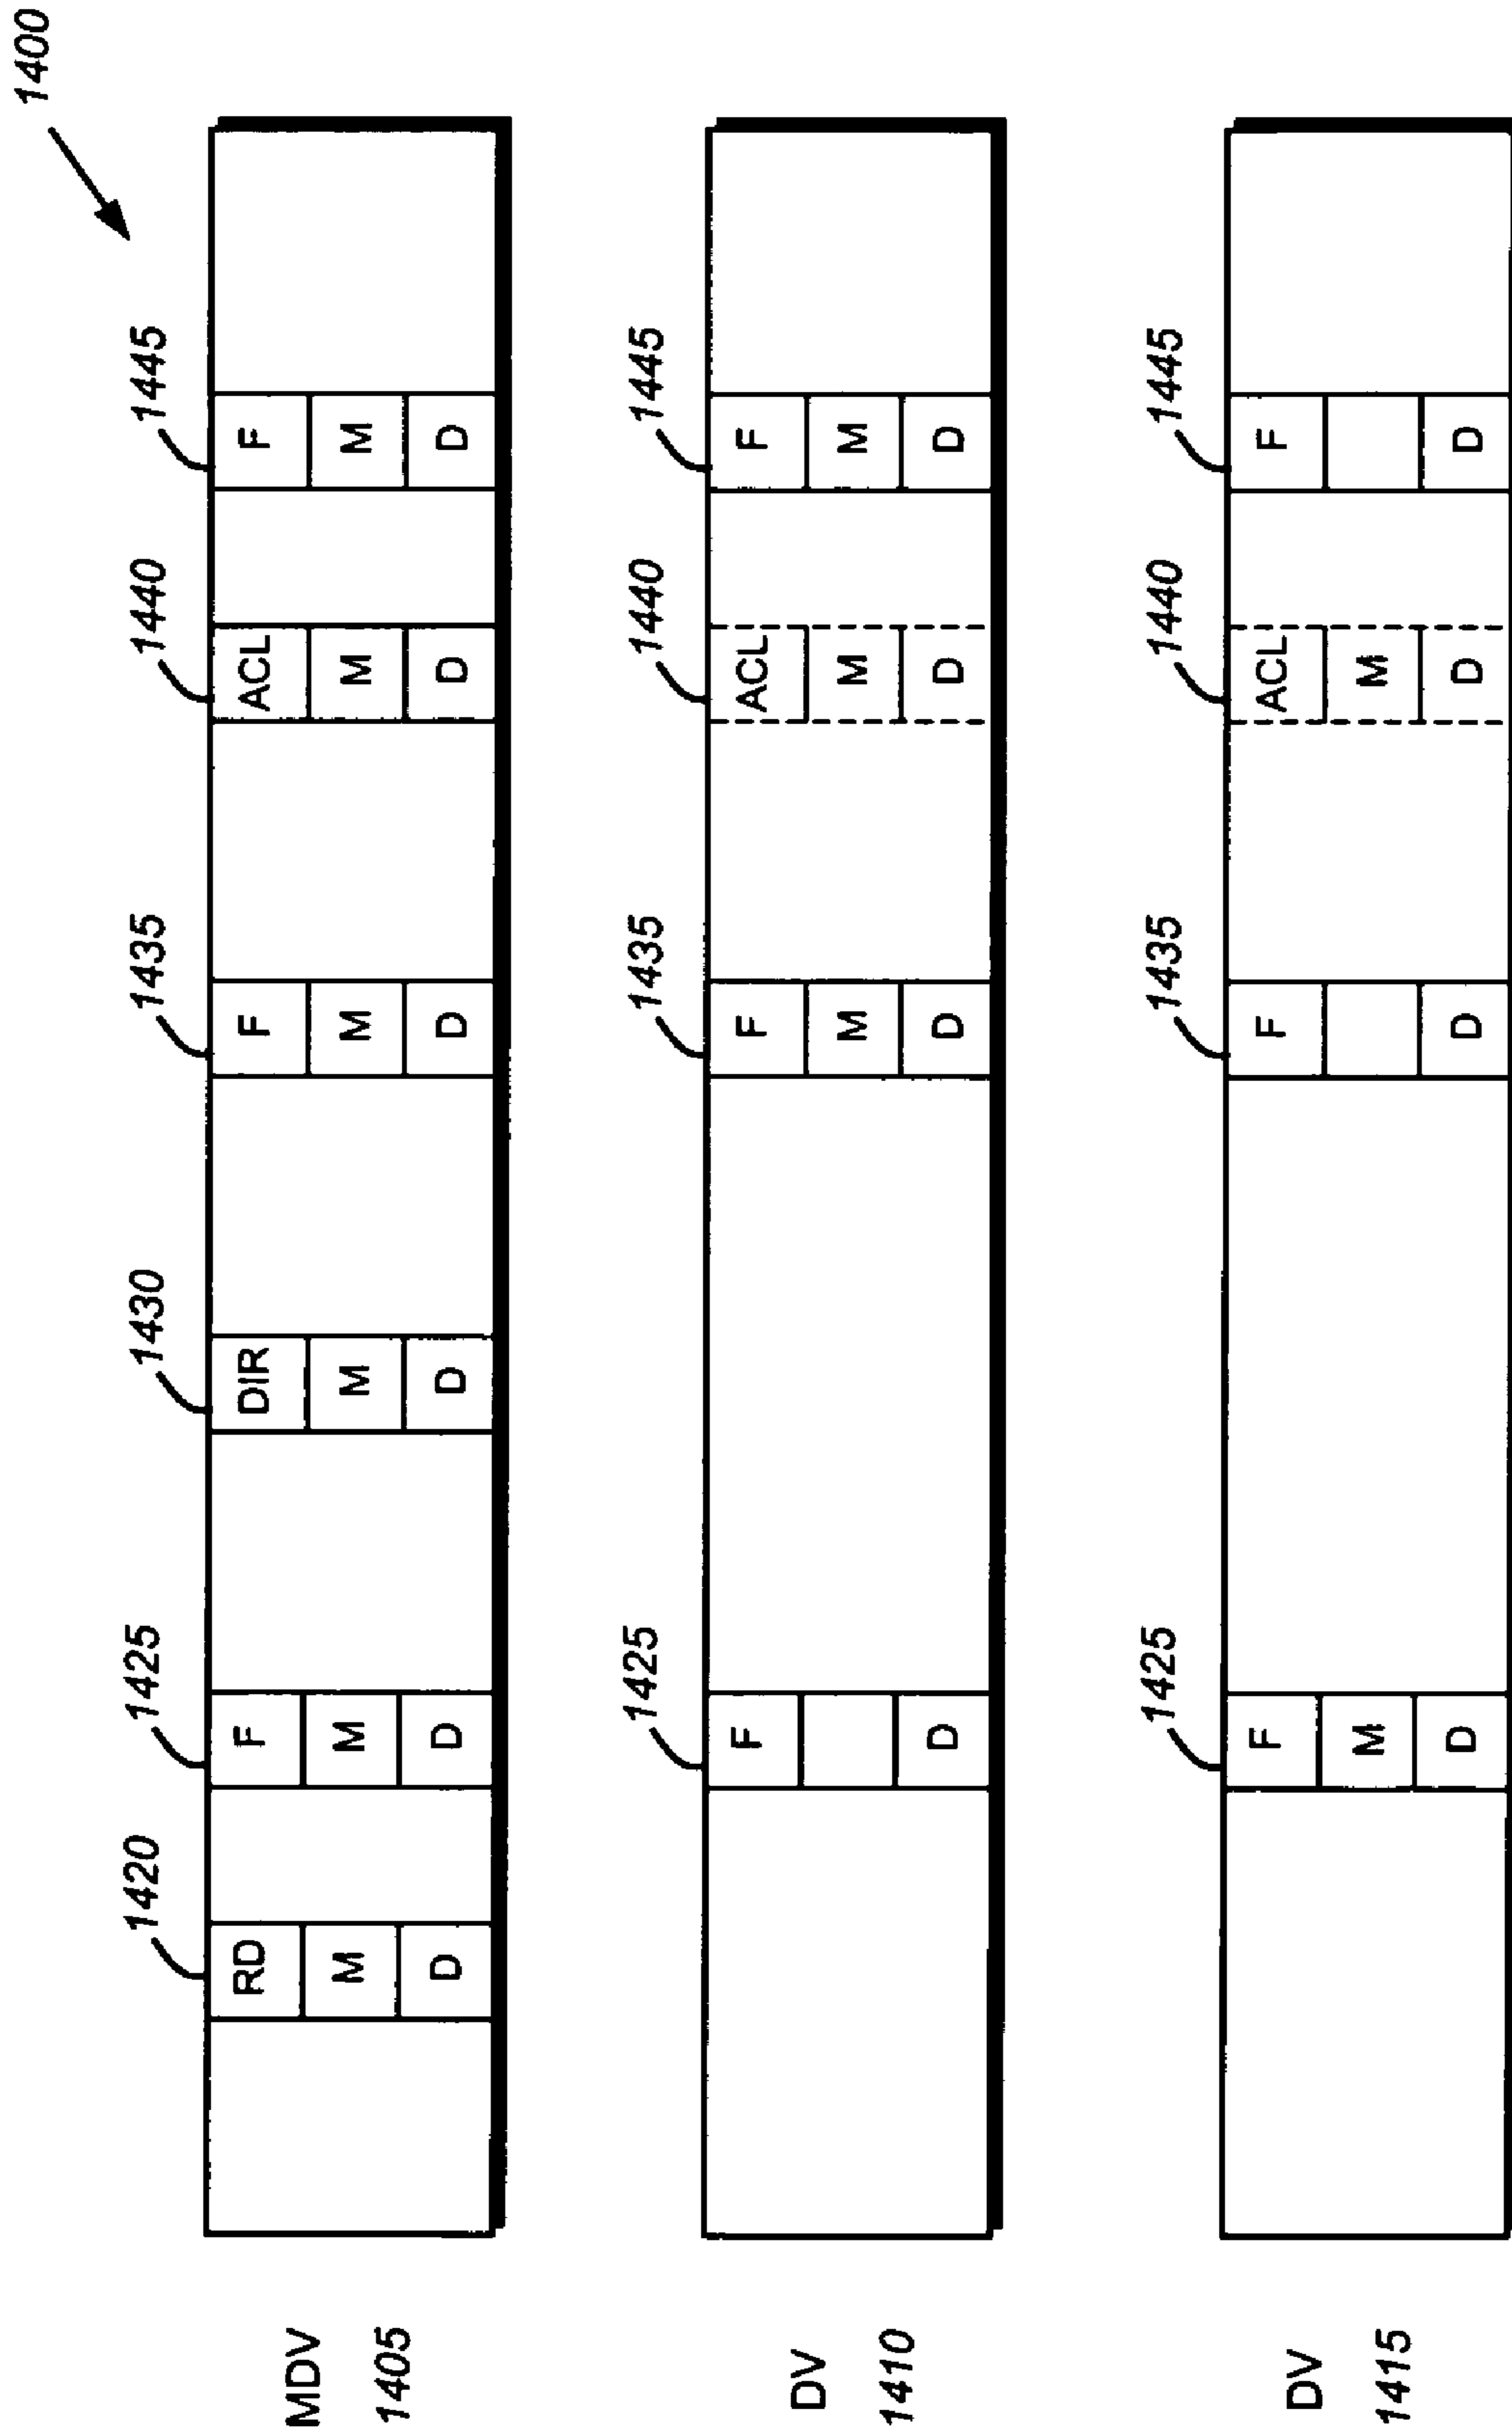 1400
1420 1425 1430 1435 1440 1445
RD F DIR F ACL F
M M M M M M
D D D D D D
MDV
1405
1425 1435 1440 1445
F F ACL F
M M M
D D D D
DV
1410
1425 1435 1440 1445
F F ACL F
M M
D D D D
DV
1415